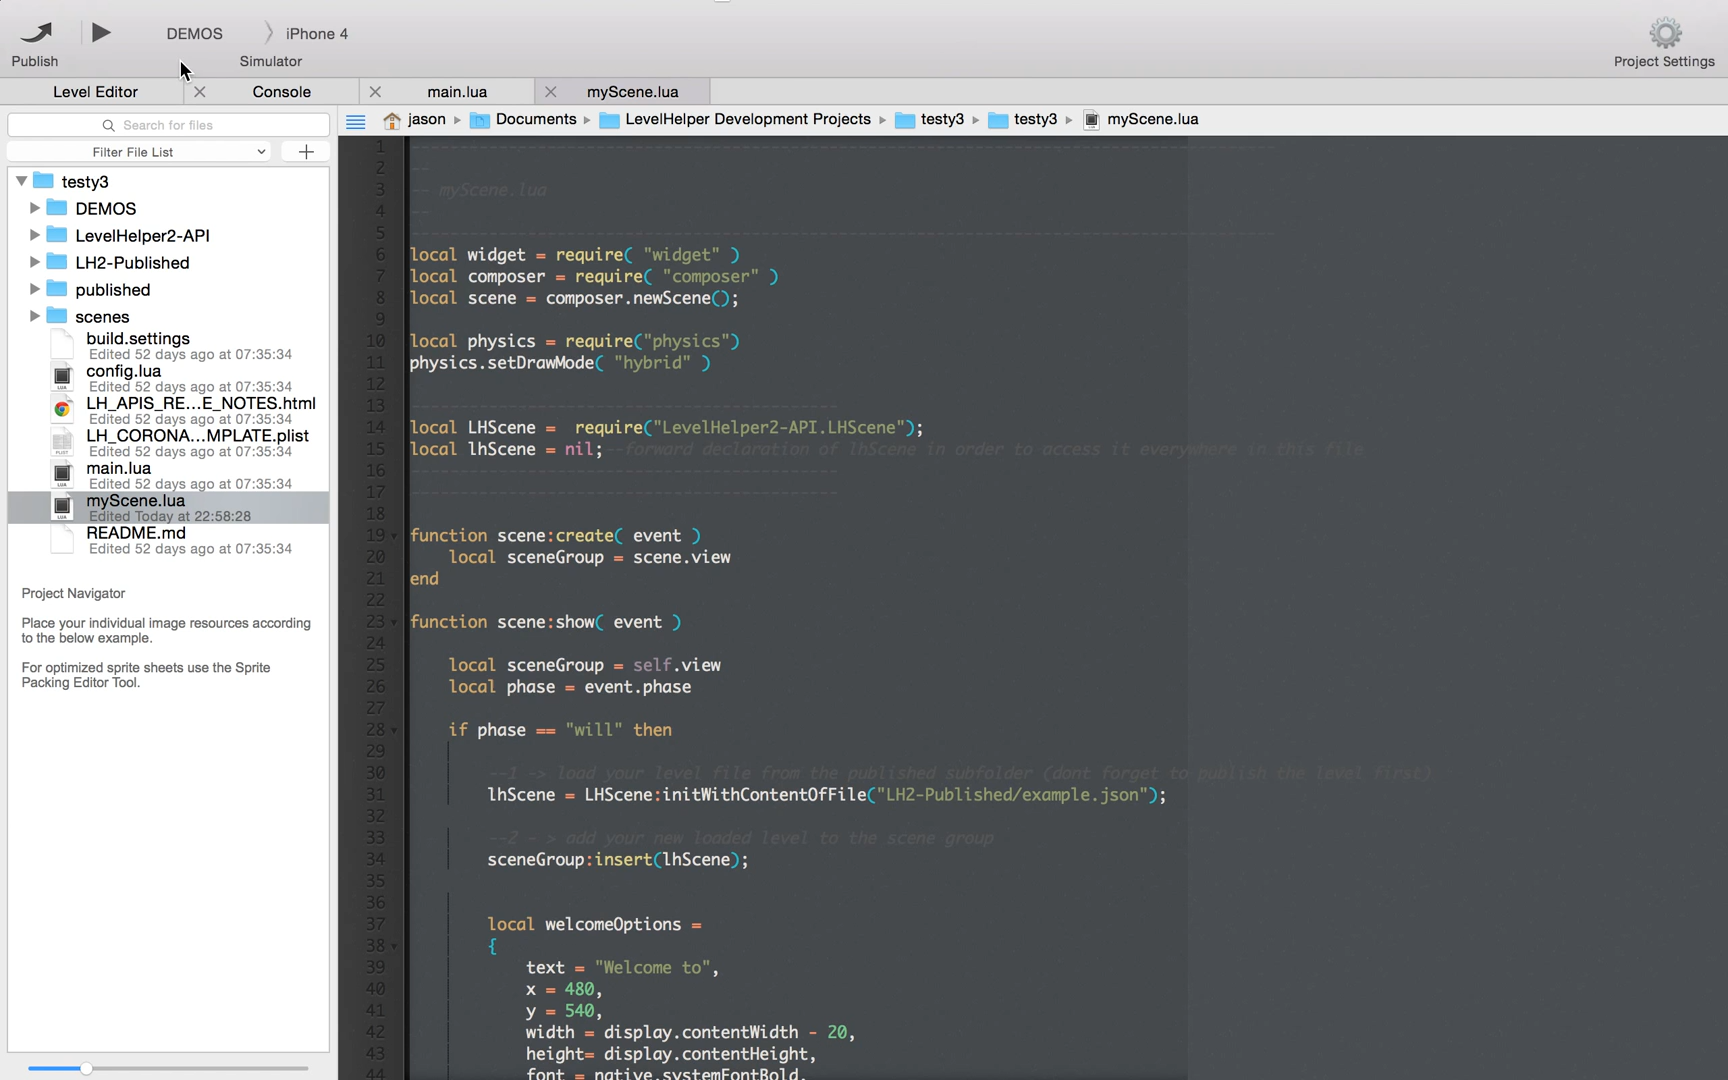 DEMOS
iPhone 4
Publish
Simulator
Project Settings
Level Editor
Console
main.lua
myScene.lua
Search for files
jason
Documents
LevelHelper Development Projects
testy3
testy3
myScene.lua
Filter File List
testy3
DEMOS
LevelHelper2-API
LH2-Published
published
scenes
build.settings
Edited 52 days ago at 07:35:34
config.lua
Edited 52 days ago at 07:35:34
LH_APIS_RE...E_NOTES.html
Edited 52 days ago at 07:35:34
LH_CORONA...MPLATE.plist
Edited 52 days ago at 07:35:34
main.lua
Edited 52 days ago at 07:35:34
myScene.lua
Edited Today at 22:58:28
README.md
Edited 52 days ago at 07:35:34
Project Navigator
Place your individual image resources according
to the below example.
For optimized sprite sheets use the Sprite
Packing Editor Tool.
1 --------------------------------------------------------------------------------
2 --
3 -- myScene.lua
4 --
5 --------------------------------------------------------------------------------
6 local widget = require( "widget" )
7 local composer = require( "composer" )
8 local scene = composer.newScene();
9
10 local physics = require("physics")
11 physics.setDrawMode( "hybrid" )
12
13 --------------------------------------------
14 local LHScene =  require("LevelHelper2-API.LHScene");
15 local lhScene = nil; --forward declaration of lhScene in order to access it everywhere in this file
16 --------------------------------------------
17 --------------------------------------------
18
19 function scene:create( event )
20 local sceneGroup = scene.view
21 end
22
23 function scene:show( event )
24
25 local sceneGroup = self.view
26 local phase = event.phase
27
28 if phase == "will" then
29
30 --1 -> load your level file from the published subfolder (dont forget to publish the level first)
31 lhScene = LHScene:initWithContentOfFile("LH2-Published/example.json");
32
33 --2 - > add your new loaded level to the scene group
34 sceneGroup:insert(lhScene);
35
36
37 local welcomeOptions =
38 {
39 text = "Welcome to",
40 x = 480,
41 y = 540,
42 width = display.contentWidth - 20,
43 height= display.contentHeight,
44 font = native.systemFontBold,